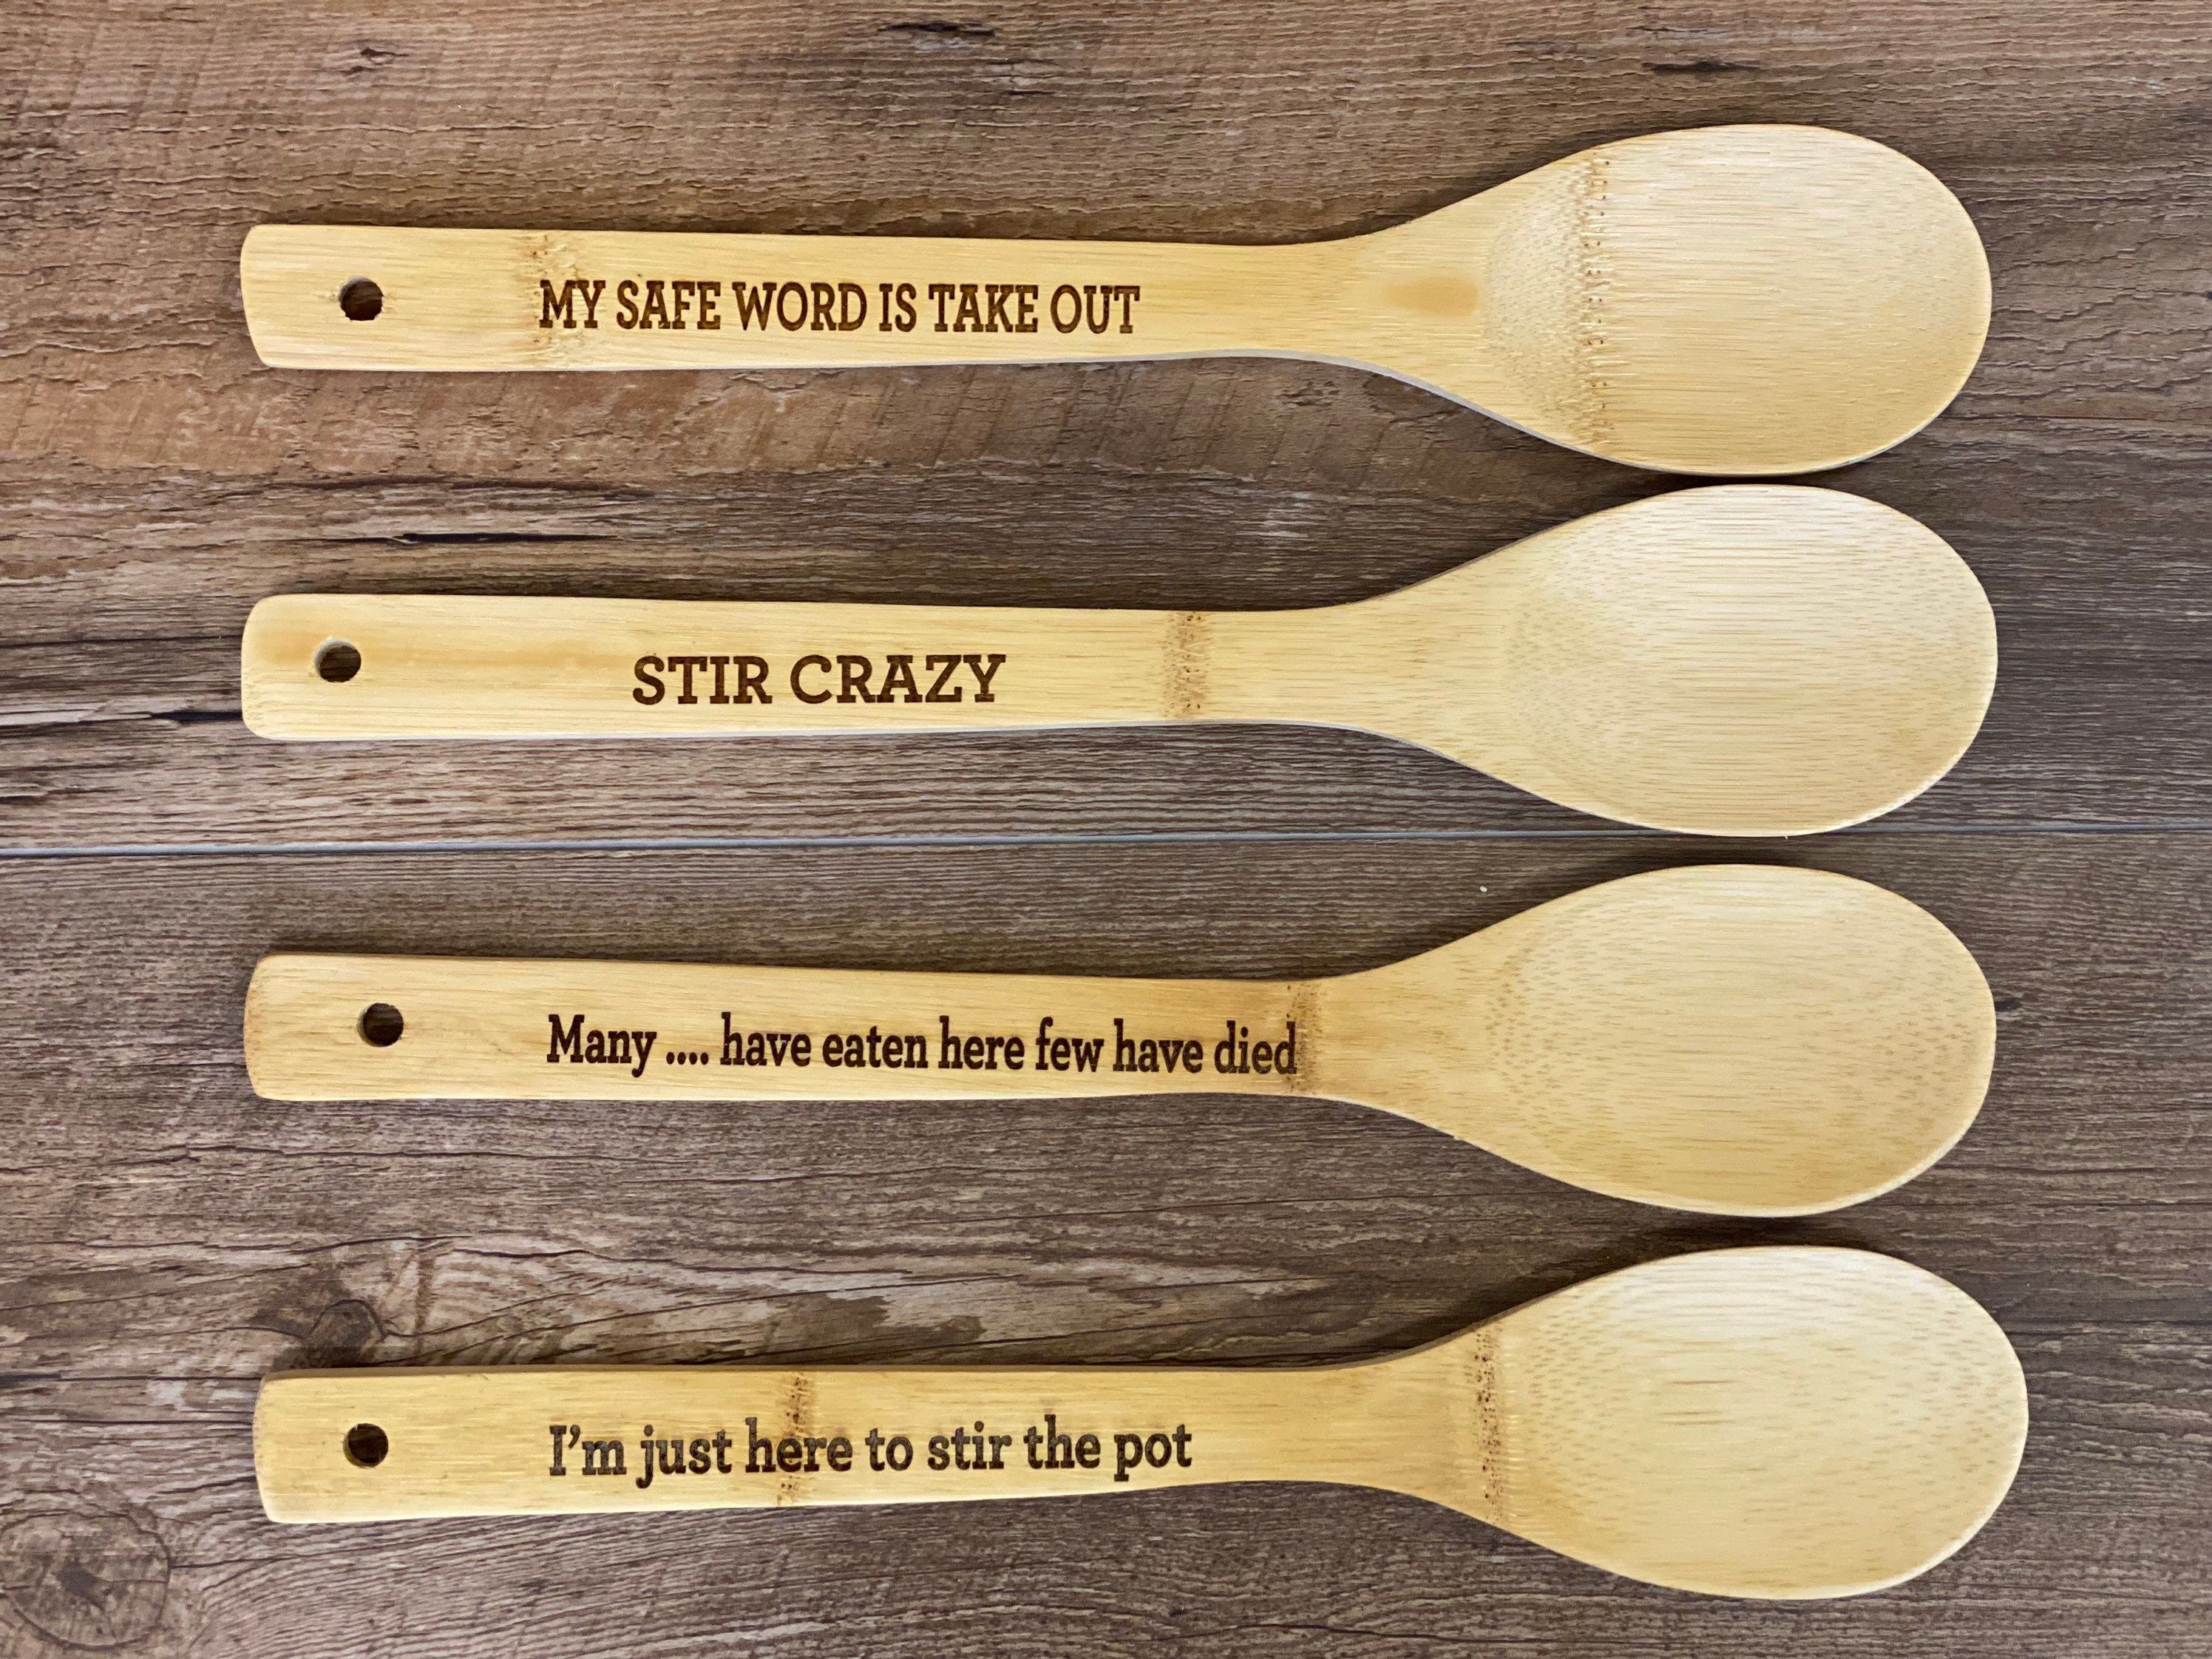 MY SAFE WORD IS TAKE OUT
STIR CRAZY
Many .... have eaten here few have died
I'm just here to stir the pot